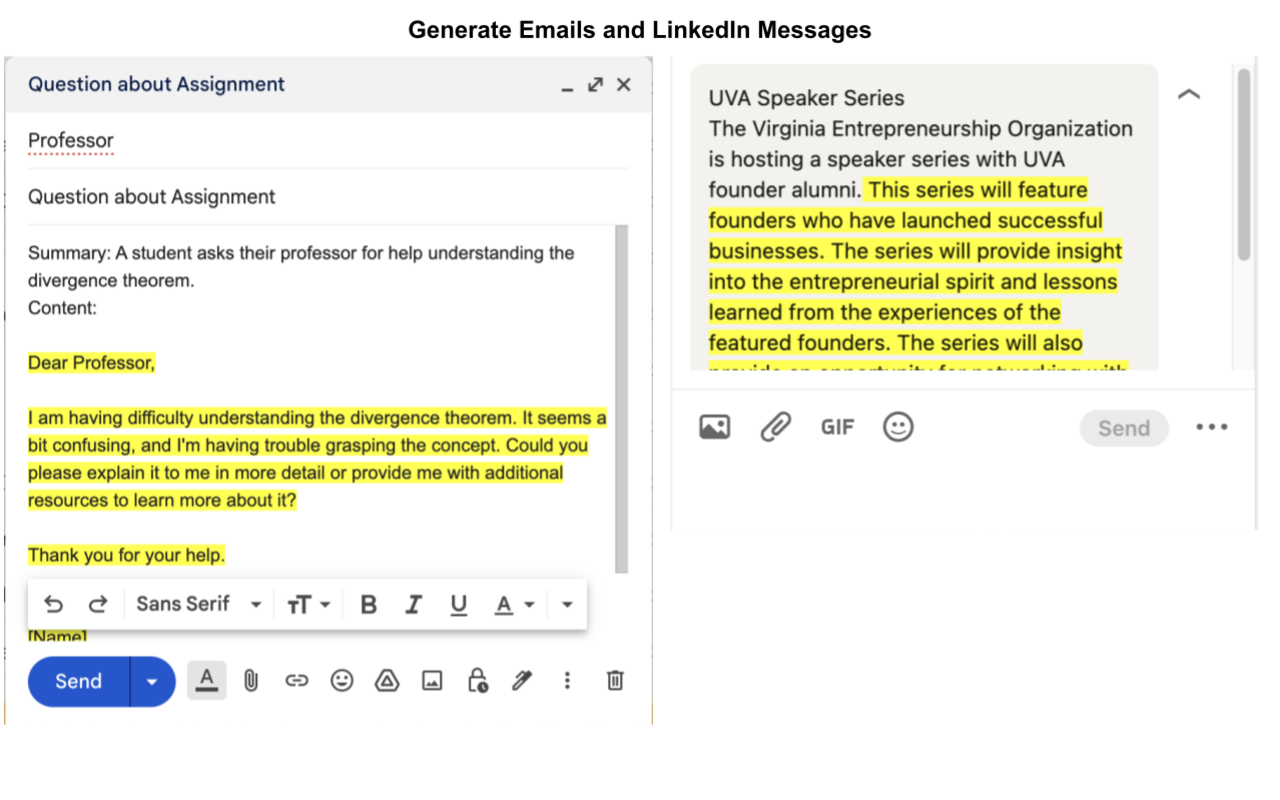 Generate Emails and LinkedIn Messages
Question about Assignment
Professor
Question about Assignment
Summary: A student asks their professor for help understanding the
divergence theorem.
Content:
Dear Professor,
I am having difficulty understanding the divergence theorem. It seems a
bit confusing, and I'm having trouble grasping the concept. Could you
please explain it to me in more detail or provide me with additional
resources to learn more about it?
Thank you for your help.
Sans Serif
B I U A
[Name]
Send
A
UVA Speaker Series
The Virginia Entrepreneurship Organization
is hosting a speaker series with UVA
founder alumni. This series will feature
founders who have launched successful
businesses. The series will provide insight
into the entrepreneurial spirit and lessons
learned from the experiences of the
featured founders. The series will also
provide an opportunity for networking with
GIF
Send